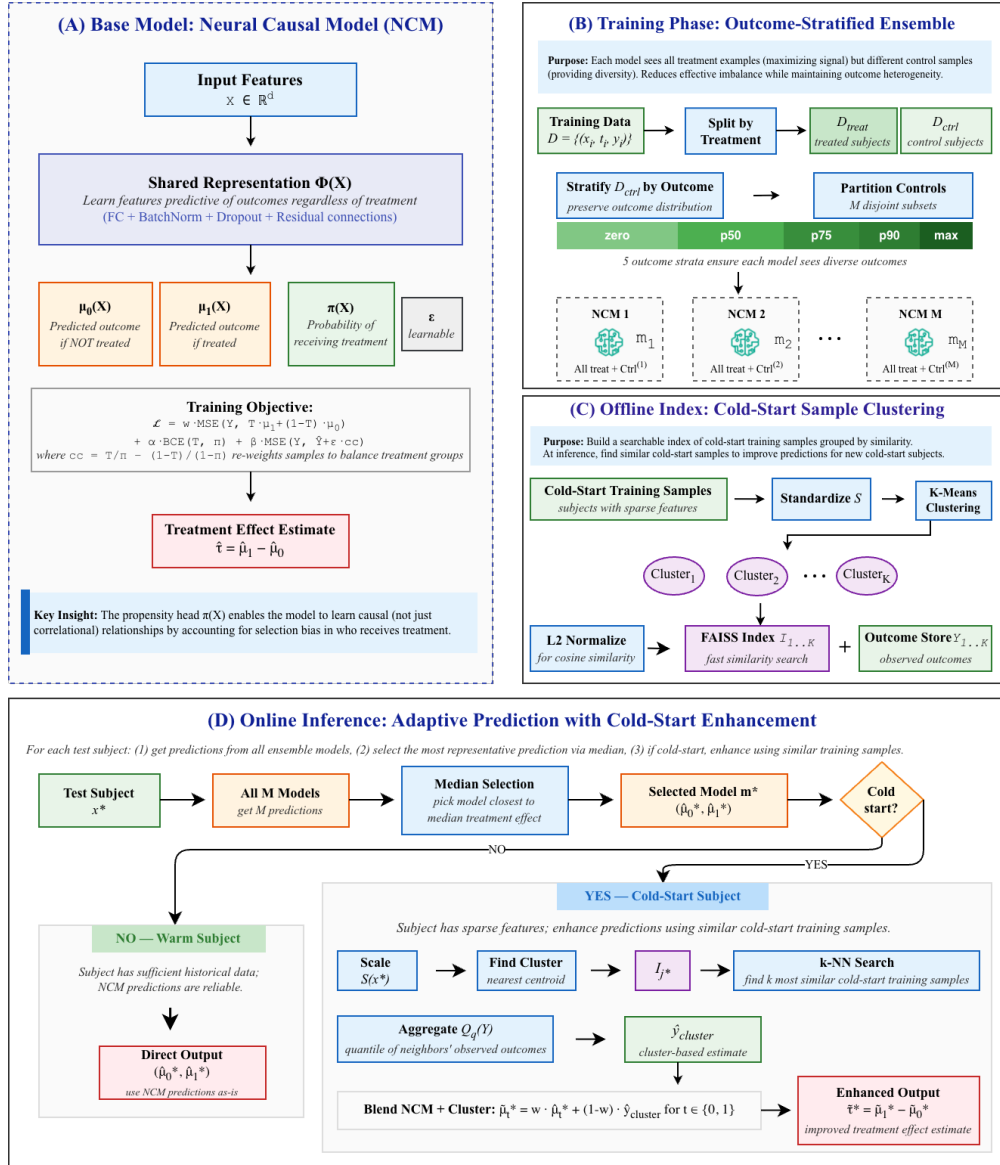 (A) Base Model: Neural Causal Model (NCM)
Input Features
x ∈ ℝᵈ
Shared Representation Φ(X)
Learn features predictive of outcomes regardless of treatment
(FC + BatchNorm + Dropout + Residual connections)
μ₀(X)
Predicted outcome
if NOT treated
μ₁(X)
Predicted outcome
if treated
π(X)
Probability of
receiving treatment
ε
learnable
Training Objective:
ℒ = w·MSE(Y, T·μ₁+(1-T)·μ₀)
+ α·BCE(T, π) + β·MSE(Y, Ŷ+ε·cc)
where cc = T/π − (1-T)/(1-π) re-weights samples to balance treatment groups
Treatment Effect Estimate
τ̂ = μ̂₁ − μ̂₀
Key Insight: The propensity head π(X) enables the model to learn causal (not just
correlational) relationships by accounting for selection bias in who receives treatment.
(B) Training Phase: Outcome-Stratified Ensemble
Purpose: Each model sees all treatment examples (maximizing signal) but different control samples
(providing diversity). Reduces effective imbalance while maintaining outcome heterogeneity.
Training Data
D = {(xᵢ, tᵢ, yᵢ)}
Split by
Treatment
D_treat
treated subjects
D_ctrl
control subjects
Stratify D_ctrl by Outcome
preserve outcome distribution
Partition Controls
M disjoint subsets
zero p50 p75 p90 max
5 outcome strata ensure each model sees diverse outcomes
NCM 1
m₁
All treat + Ctrl⁽¹⁾
NCM 2
m₂
All treat + Ctrl⁽²⁾
···
NCM M
m_M
All treat + Ctrl⁽ᴹ⁾
(C) Offline Index: Cold-Start Sample Clustering
Purpose: Build a searchable index of cold-start training samples grouped by similarity.
At inference, find similar cold-start samples to improve predictions for new cold-start subjects.
Cold-Start Training Samples
subjects with sparse features
Standardize S
K-Means
Clustering
Cluster₁ Cluster₂ ··· Cluster_K
L2 Normalize
for cosine similarity
FAISS Index I₁..K
fast similarity search
+
Outcome Store Y₁..K
observed outcomes
(D) Online Inference: Adaptive Prediction with Cold-Start Enhancement
For each test subject: (1) get predictions from all ensemble models, (2) select the most representative prediction via median, (3) if cold-start, enhance using similar training samples.
Test Subject
x*
All M Models
get M predictions
Median Selection
pick model closest to
median treatment effect
Selected Model m*
(μ̂₀*, μ̂₁*)
Cold
start?
NO
YES
NO — Warm Subject
Subject has sufficient historical data;
NCM predictions are reliable.
Direct Output
(μ̂₀*, μ̂₁*)
use NCM predictions as-is
YES — Cold-Start Subject
Subject has sparse features; enhance predictions using similar cold-start training samples.
Scale
S(x*)
Find Cluster
nearest centroid
I_j*
k-NN Search
find k most similar cold-start training samples
Aggregate Q_q(Y)
quantile of neighbors' observed outcomes
ŷ_cluster
cluster-based estimate
Blend NCM + Cluster: μ̃ₜ* = w · μ̂ₜ* + (1-w) · ŷ_cluster for t ∈ {0, 1}
Enhanced Output
τ̃* = μ̃₁* − μ̃₀*
improved treatment effect estimate